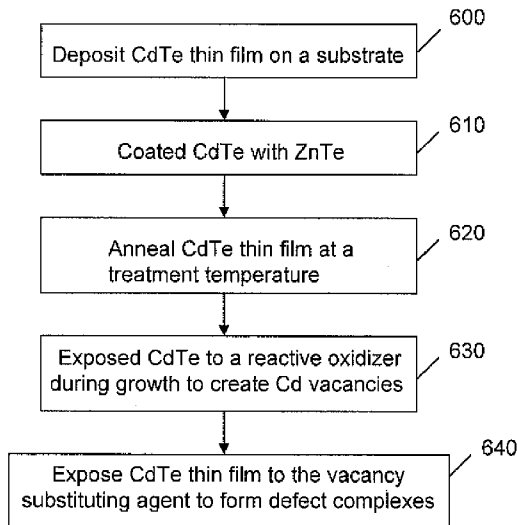 600
Deposit CdTe thin film on a substrate
610
Coated CdTe with ZnTe
620
Anneal CdTe thin film at a
treatment temperature
630
Exposed CdTe to a reactive oxidizer
during growth to create Cd vacancies
640
Expose CdTe thin film to the vacancy
substituting agent to form defect complexes